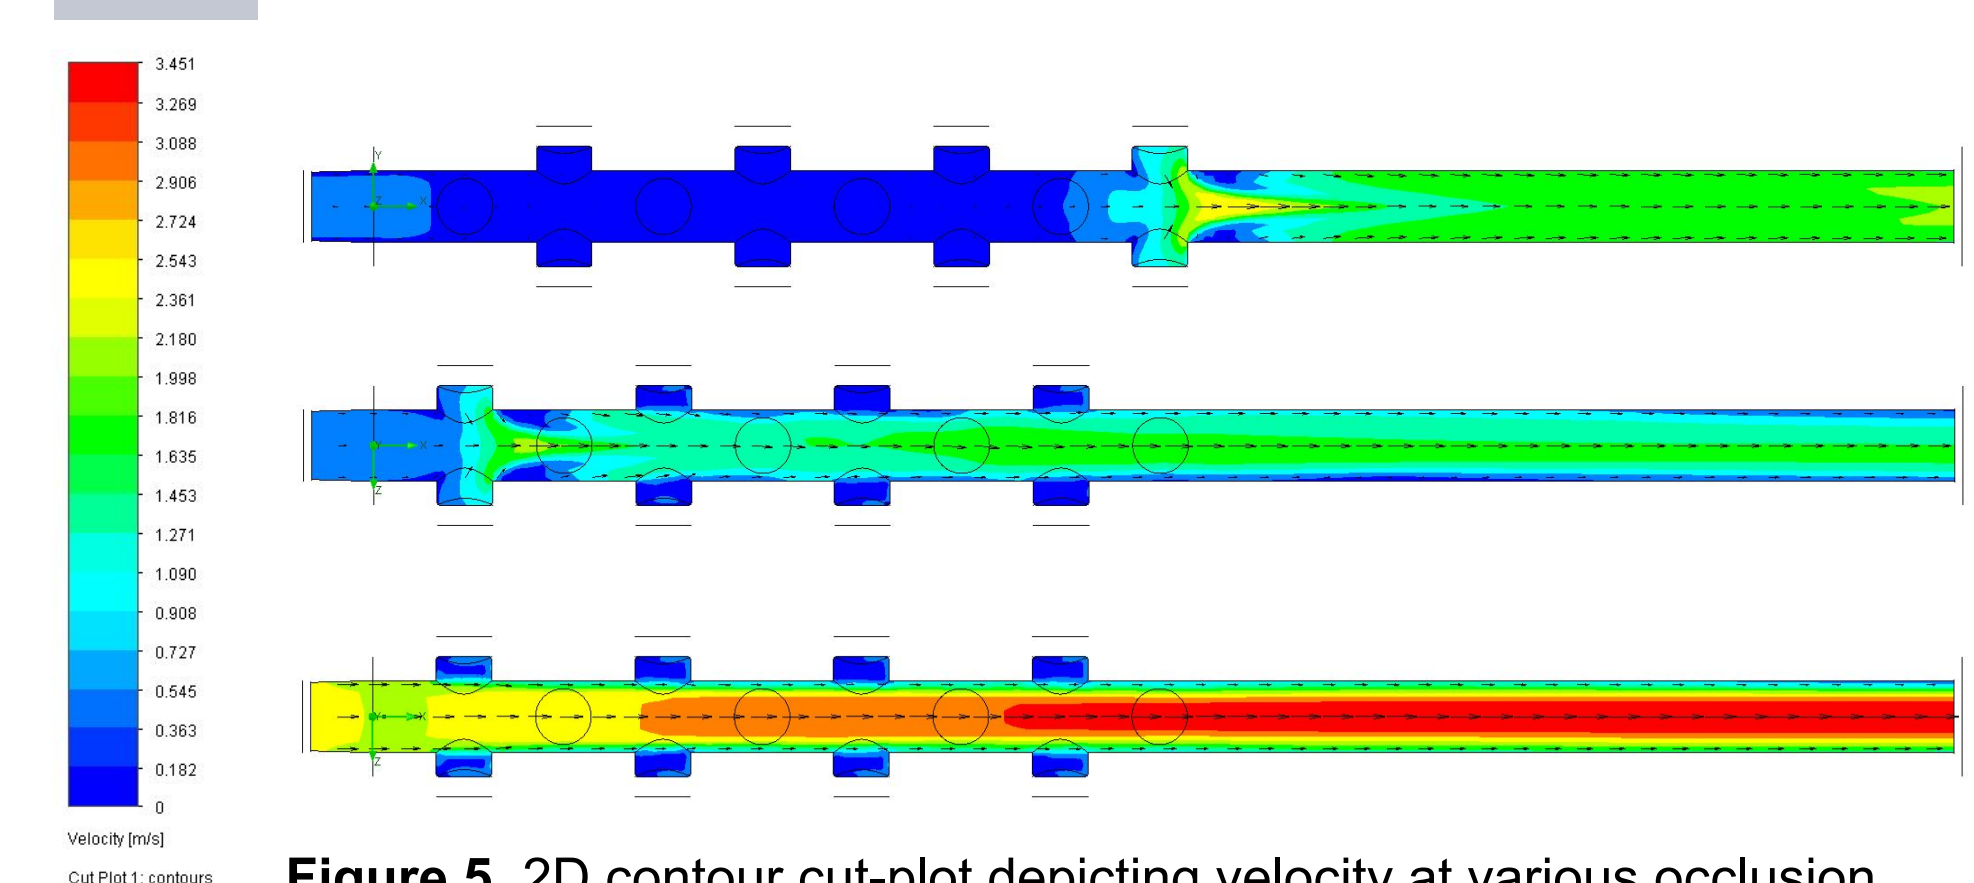 3.451
3.269
3.088
2.906
2.724
2.543
2.361
2.180
1.998
1.816
1.635
1.453
1.271
1.090
0.908
0.727
0.545
0.363
0.182
0
Velocity [m/s]
Cut Plot 1: contours
Y
Z X
X
Z
X
Z
Figure 5. 2D contour cut-plot depicting velocity at various occlusion